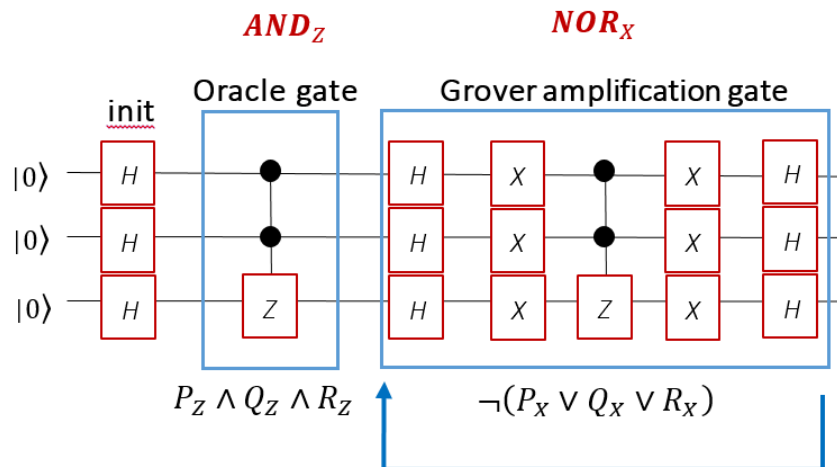 AND_Z NOR_X
Oracle gate Grover amplification gate
init
|0⟩ H H X X H
|0⟩ H H X X H
|0⟩ H Z H X Z X H
P_Z ∧ Q_Z ∧ R_Z ¬(P_X ∨ Q_X ∨ R_X)